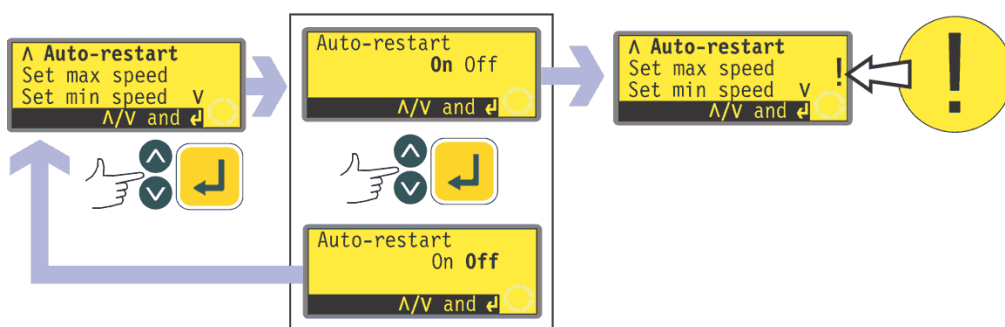 Λ Auto-restart
Set max speed
Set min speed V
Λ/V and ↲
Auto-restart
On Off
Λ/V and ↲
Λ Auto-restart
Set max speed !
Set min speed V
Λ/V and ↲
!
Auto-restart
On Off
Λ/V and ↲